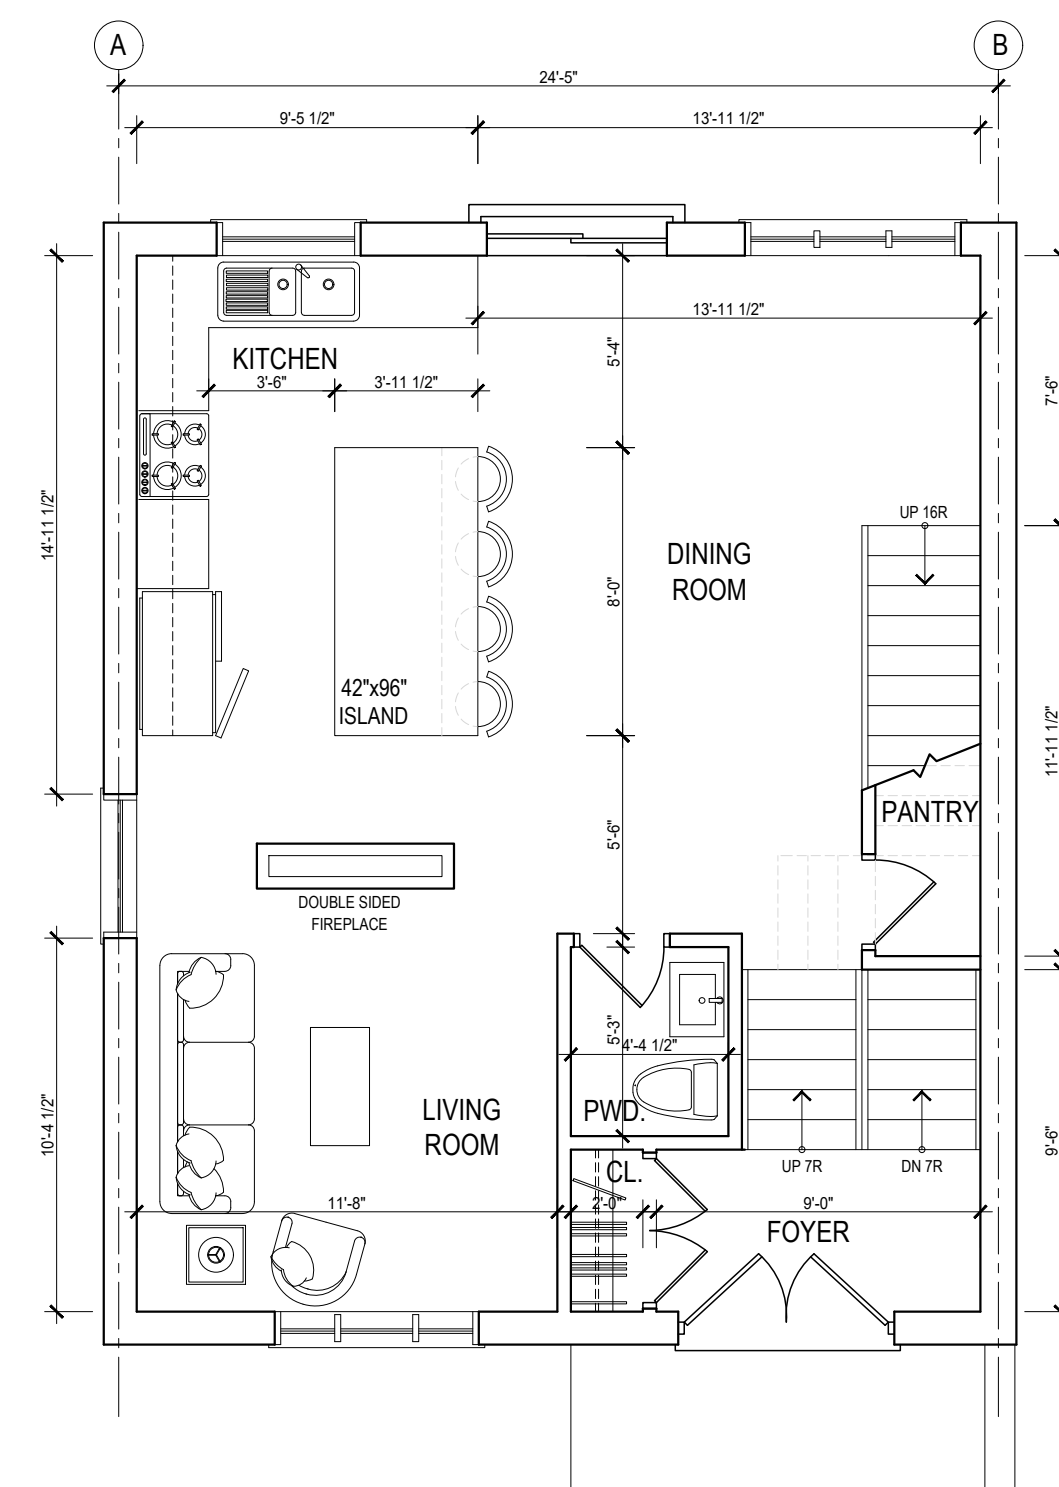 A
B
24'-5"
9'-5 1/2"
13'-11 1/2"
13'-11 1/2"
KITCHEN
3'-6"
3'-11 1/2"
5'-4"
7'-6"
14'-11 1/2"
UP 16R
DINING
ROOM
8'-0"
42"x96"
ISLAND
11'-11 1/2"
PANTRY
5'-6"
DOUBLE SIDED
FIREPLACE
5'-3"
4'-4 1/2"
10'-4 1/2"
LIVING
ROOM
PWD.
UP 7R
DN 7R
9'-6"
CL.
11'-8"
2'-0"
9'-0"
FOYER